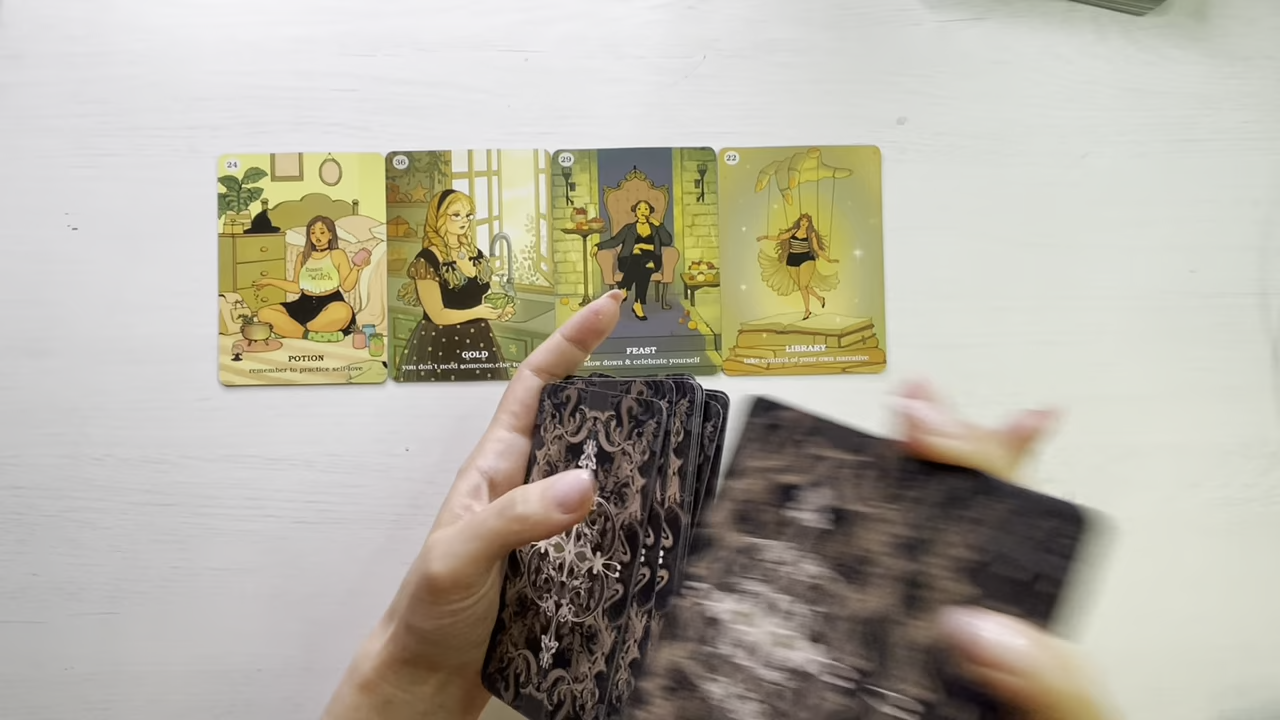 24
POTION
remember to practice self-love
36
GOLD
you don't need someone else
29
FEAST
slow down & celebrate yourself
22
LIBRARY
take control of your own narrative